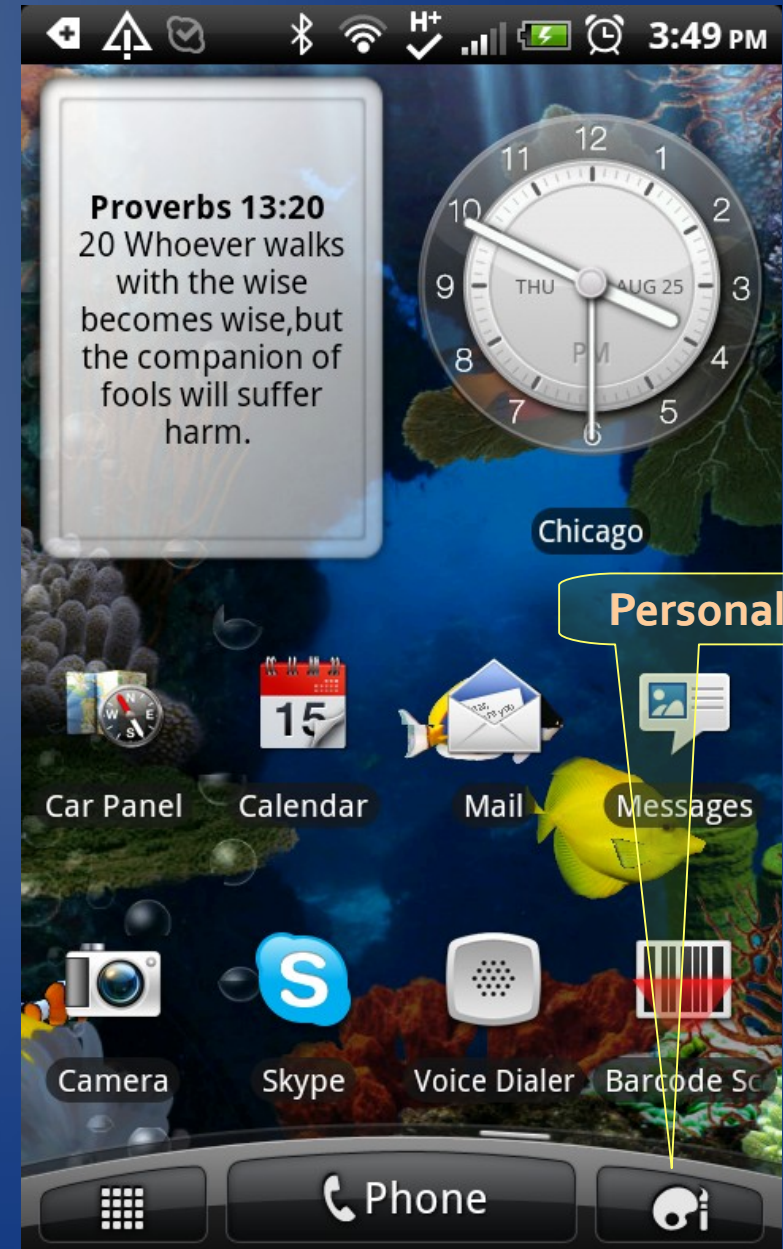 H+
3:49 PM
Proverbs 13:20
20 Whoever walks
with the wise
becomes wise,but
the companion of
fools will suffer
harm.
12
11
1
10
2
9
THU
AUG 25
3
8
PM
4
7
5
6
Chicago
Personal
15
N
W
E
S
Car Panel
Calendar
Mail
Messages
S
Camera
Skype
Voice Dialer
Barcode Sc
Phone